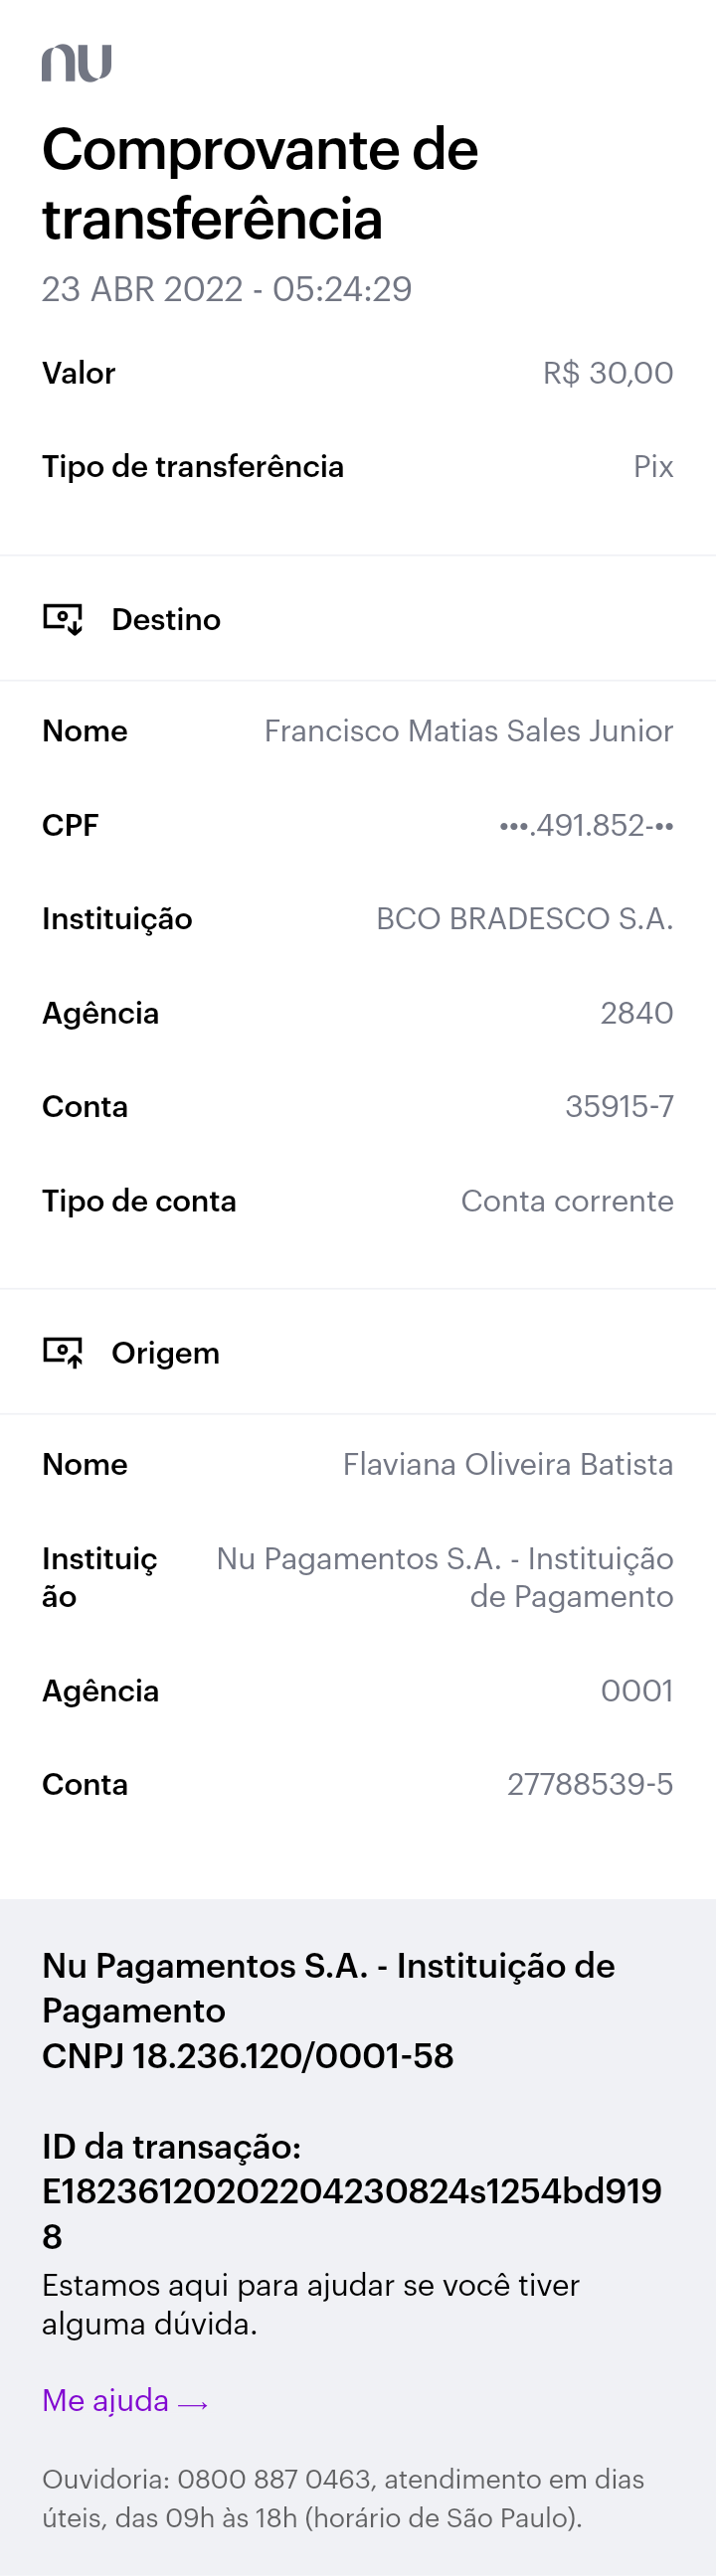 nu
Comprovante de
transferência
23 ABR 2022 - 05:24:29
Valor R$ 30,00
Tipo de transferência Pix
Destino
Nome Francisco Matias Sales Junior
CPF •••.491.852-••
Instituição BCO BRADESCO S.A.
Agência 2840
Conta 35915-7
Tipo de conta Conta corrente
Origem
Nome Flaviana Oliveira Batista
Instituiç Nu Pagamentos S.A. - Instituição
ão de Pagamento
Agência 0001
Conta 27788539-5
Nu Pagamentos S.A. - Instituição de
Pagamento
CNPJ 18.236.120/0001-58
ID da transação:
E18236120202204230824s1254bd919
8
Estamos aqui para ajudar se você tiver
alguma dúvida.
Me ajuda →
Ouvidoria: 0800 887 0463, atendimento em dias
úteis, das 09h às 18h (horário de São Paulo).